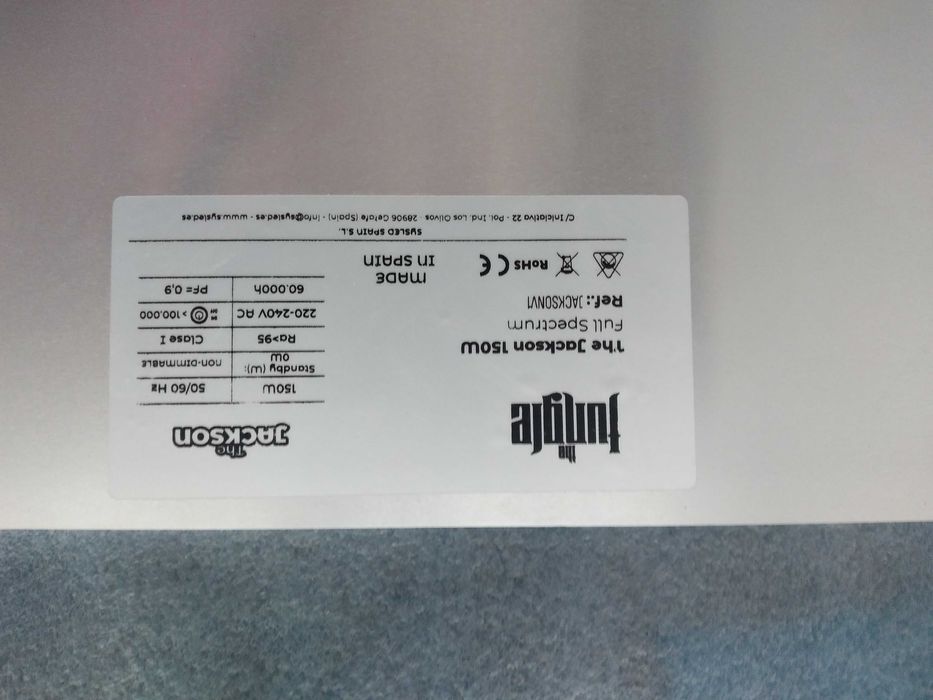 the
Jungle
The
JACKSON
The Jackson 150W
Full Spectrum
Ref.: JACKSONV1
150W 50/60 Hz
Standby (W): 0W non-DIMMABLE
Ra>95 Clase I
220-240V AC > 100.000
60.000h PF= 0,9
RoHS CE
MADE
IN SPAIN
SYSLED SPAIN S.L.
C/ Iniciativa 22 - Pol. Ind. Los Olivos - 28906 Getafe (Spain) - info@sysled.es - www.sysled.es